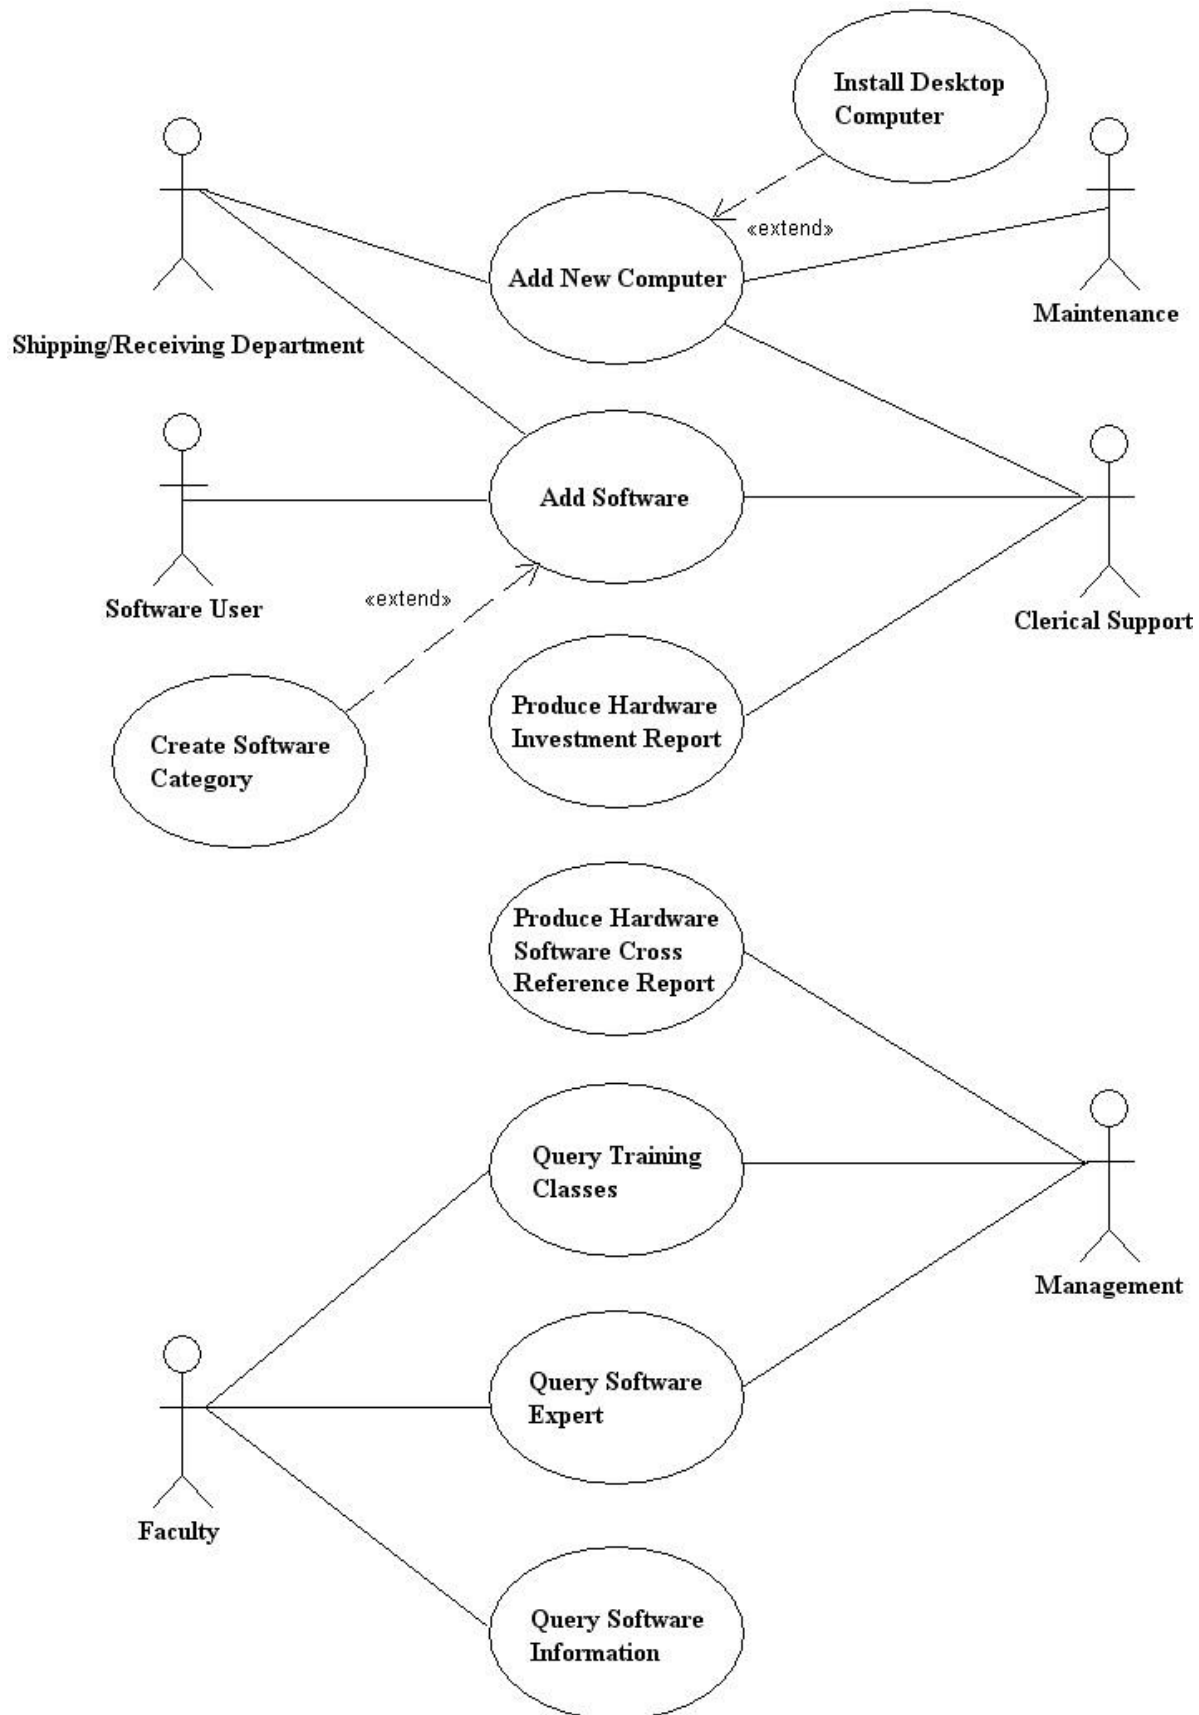 Install Desktop
Computer
«extend»
Add New Computer
Maintenance
Shipping/Receiving Department
Add Software
«extend»
Software User
Clerical Support
Produce Hardware
Investment Report
Create Software
Category
Produce Hardware
Software Cross
Reference Report
Query Training
Classes
Management
Query Software
Expert
Faculty
Query Software
Information